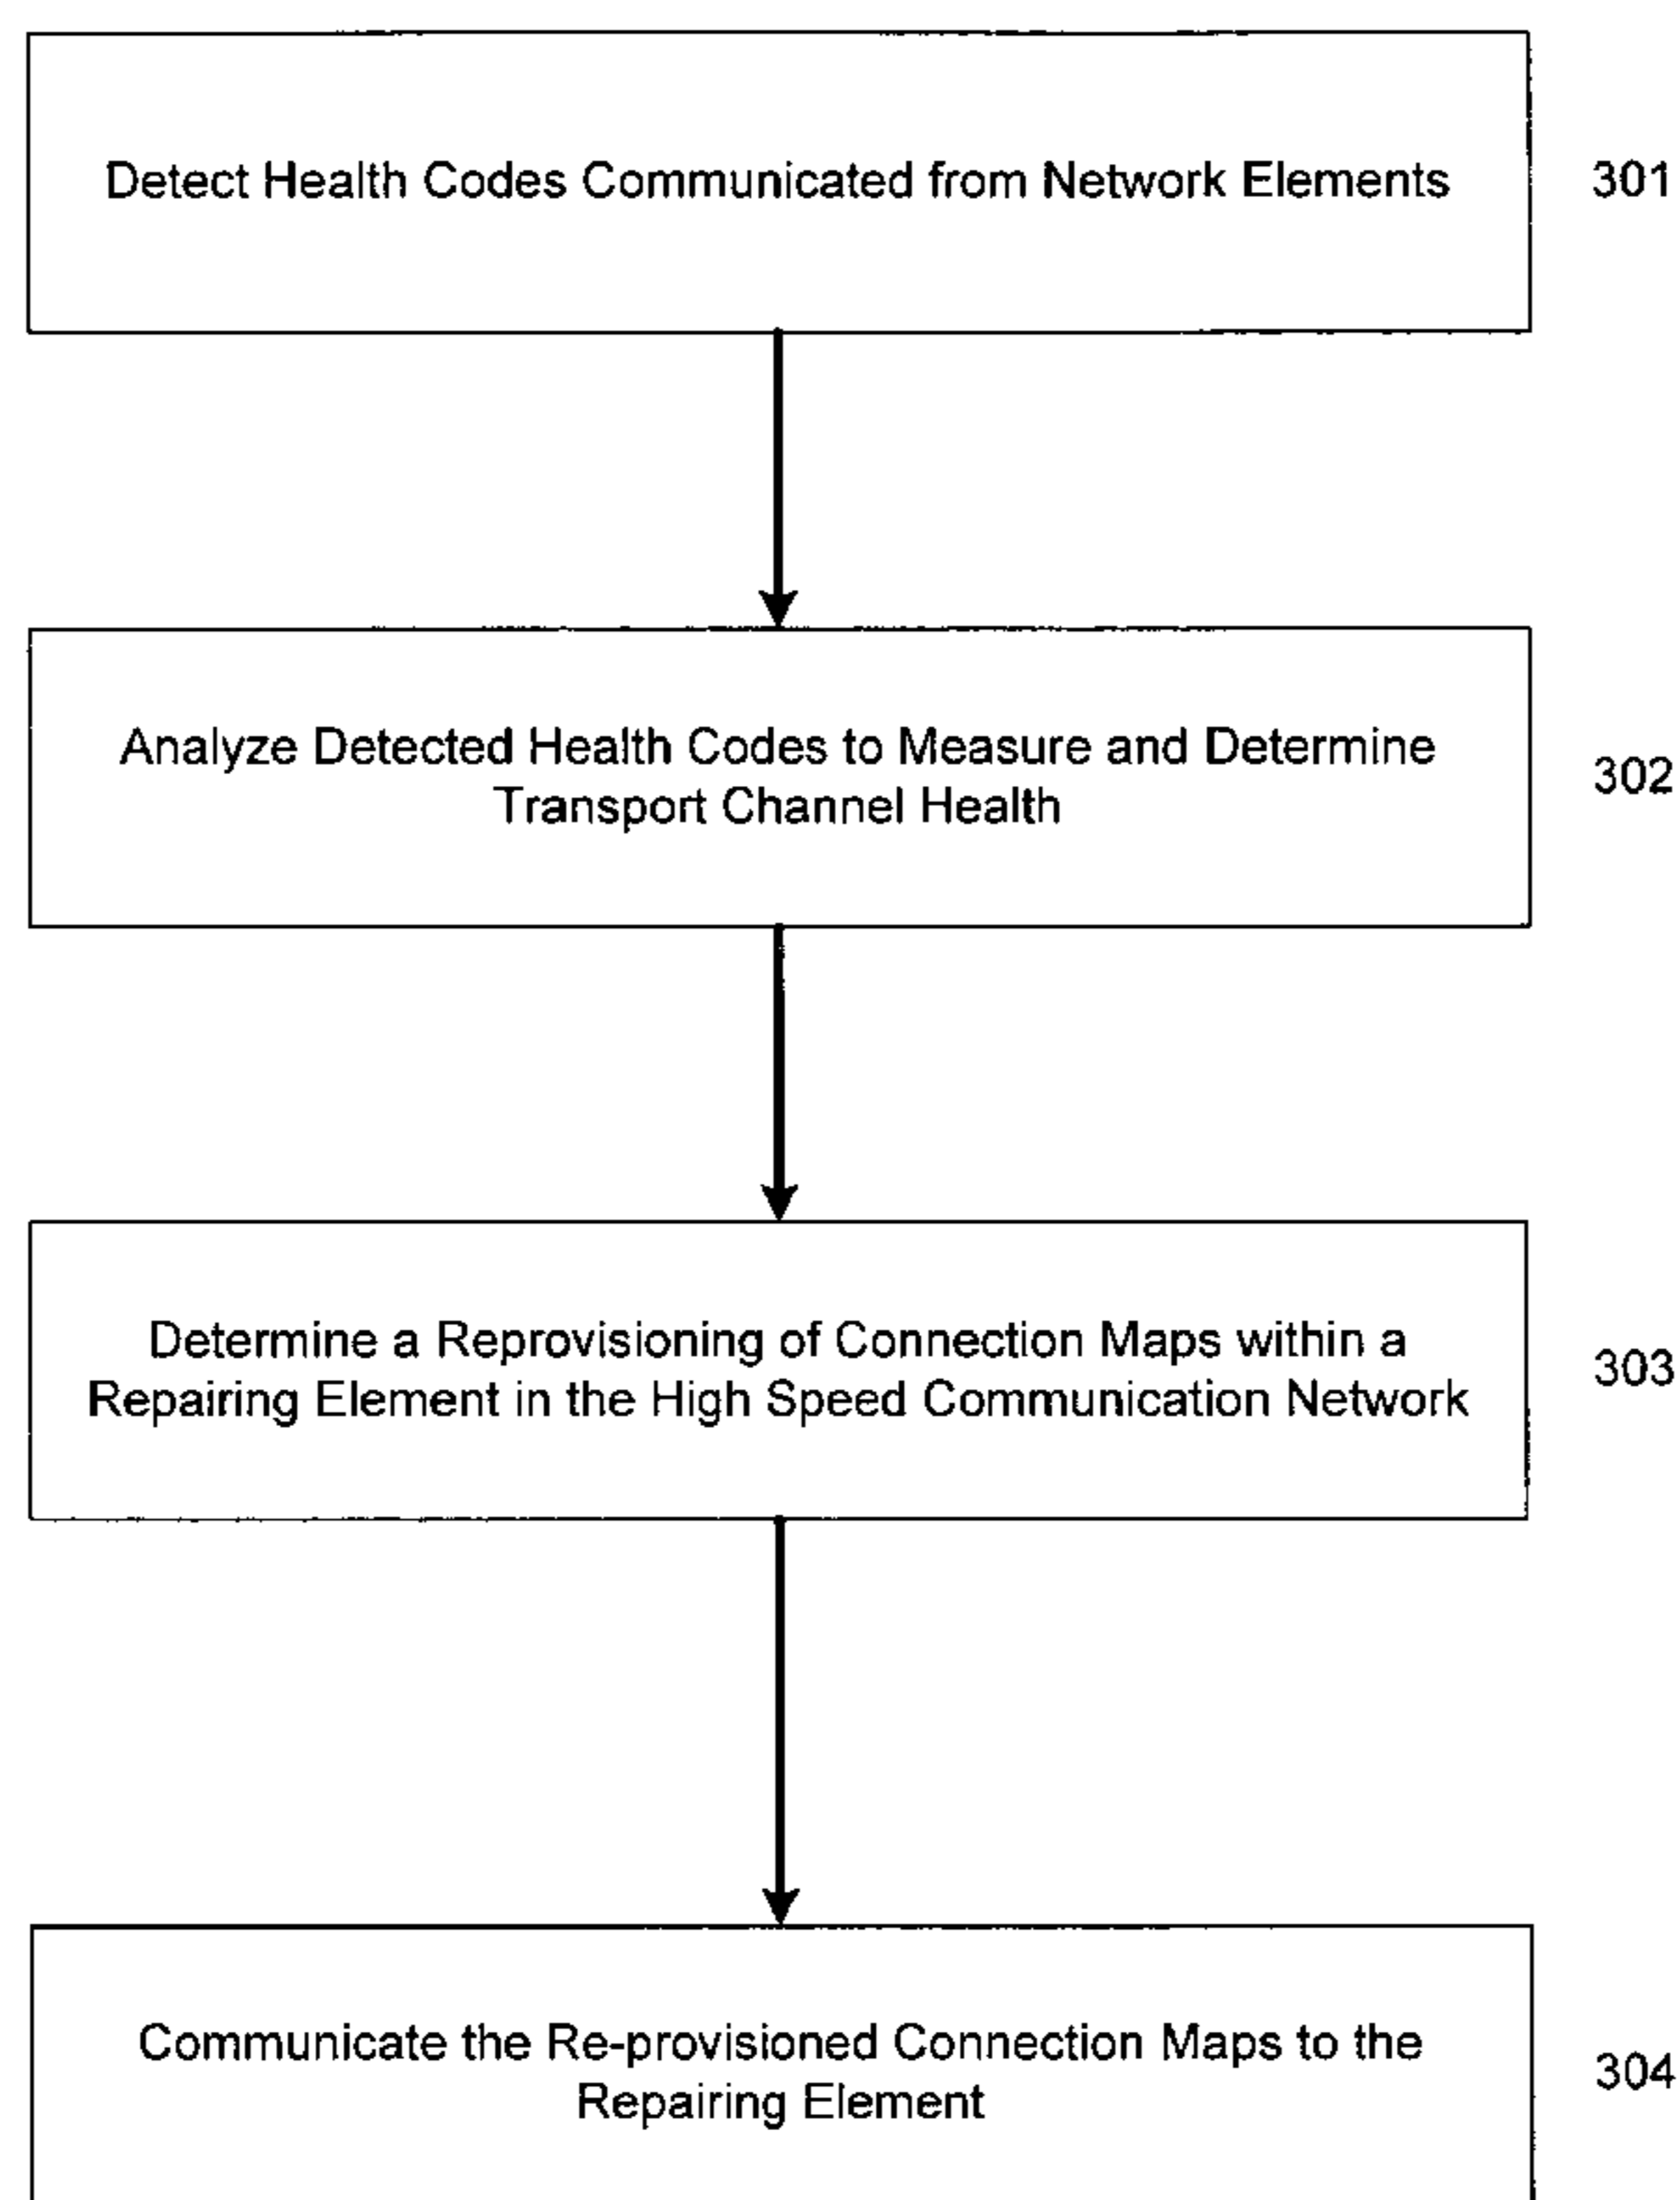 Detect Health Codes Communicated from Network Elements
301
Analyze Detected Health Codes to Measure and Determine
Transport Channel Health
302
Determine a Reprovisioning of Connection Maps within a
Repairing Element in the High Speed Communication Network
303
Communicate the Re-provisioned Connection Maps to the
Repairing Element
304